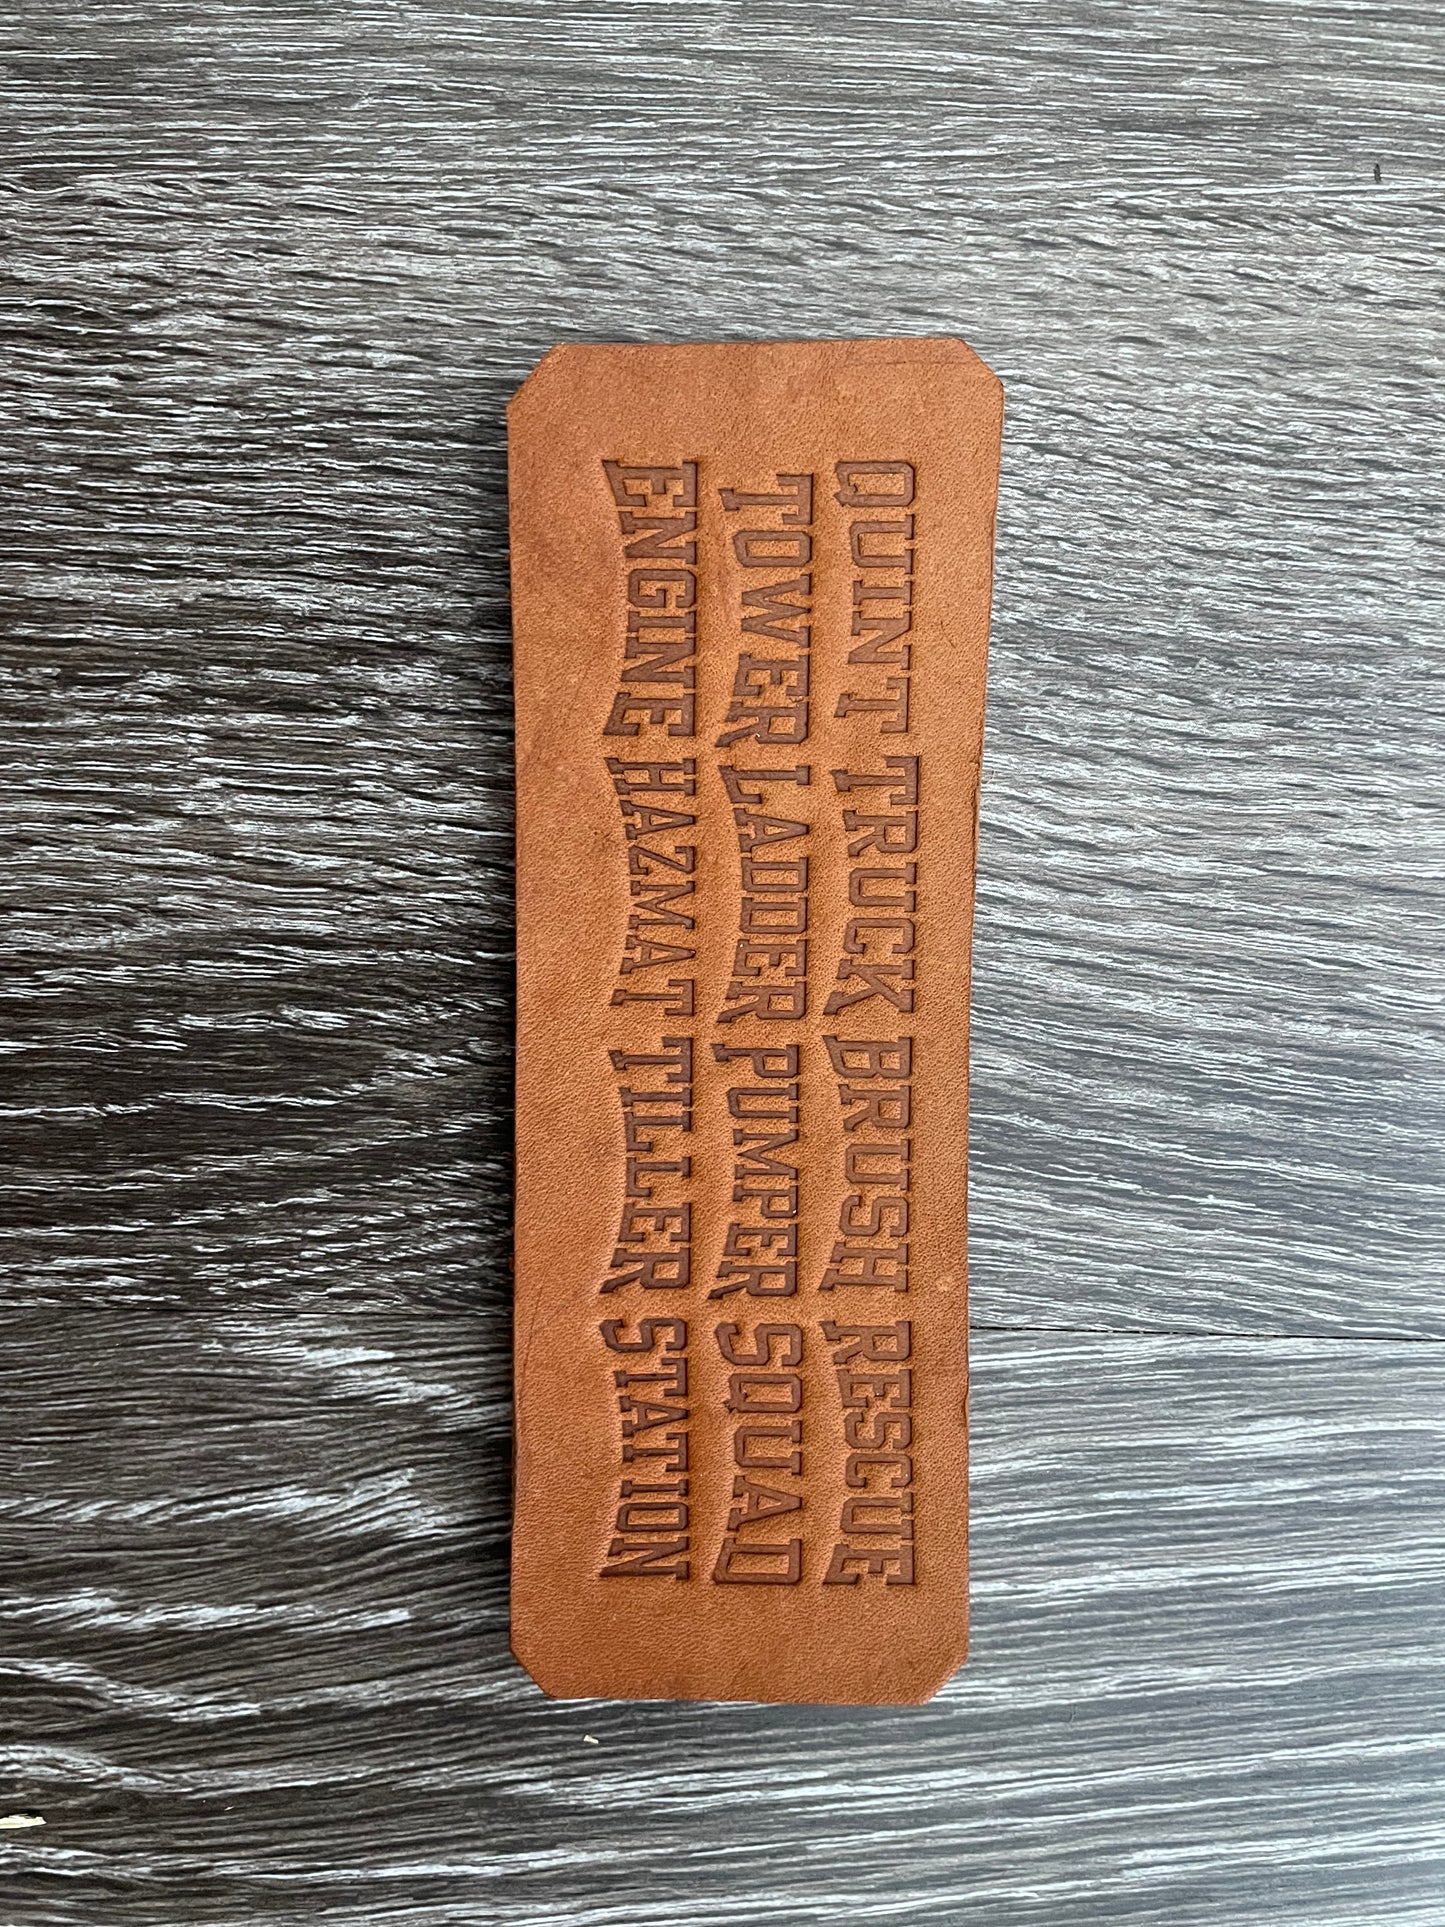 QUINT TRUCK BRUSH RESCUE
TOWER LADDER PUMPER SQUAD
ENGINE HAZMAT TILLER STATION